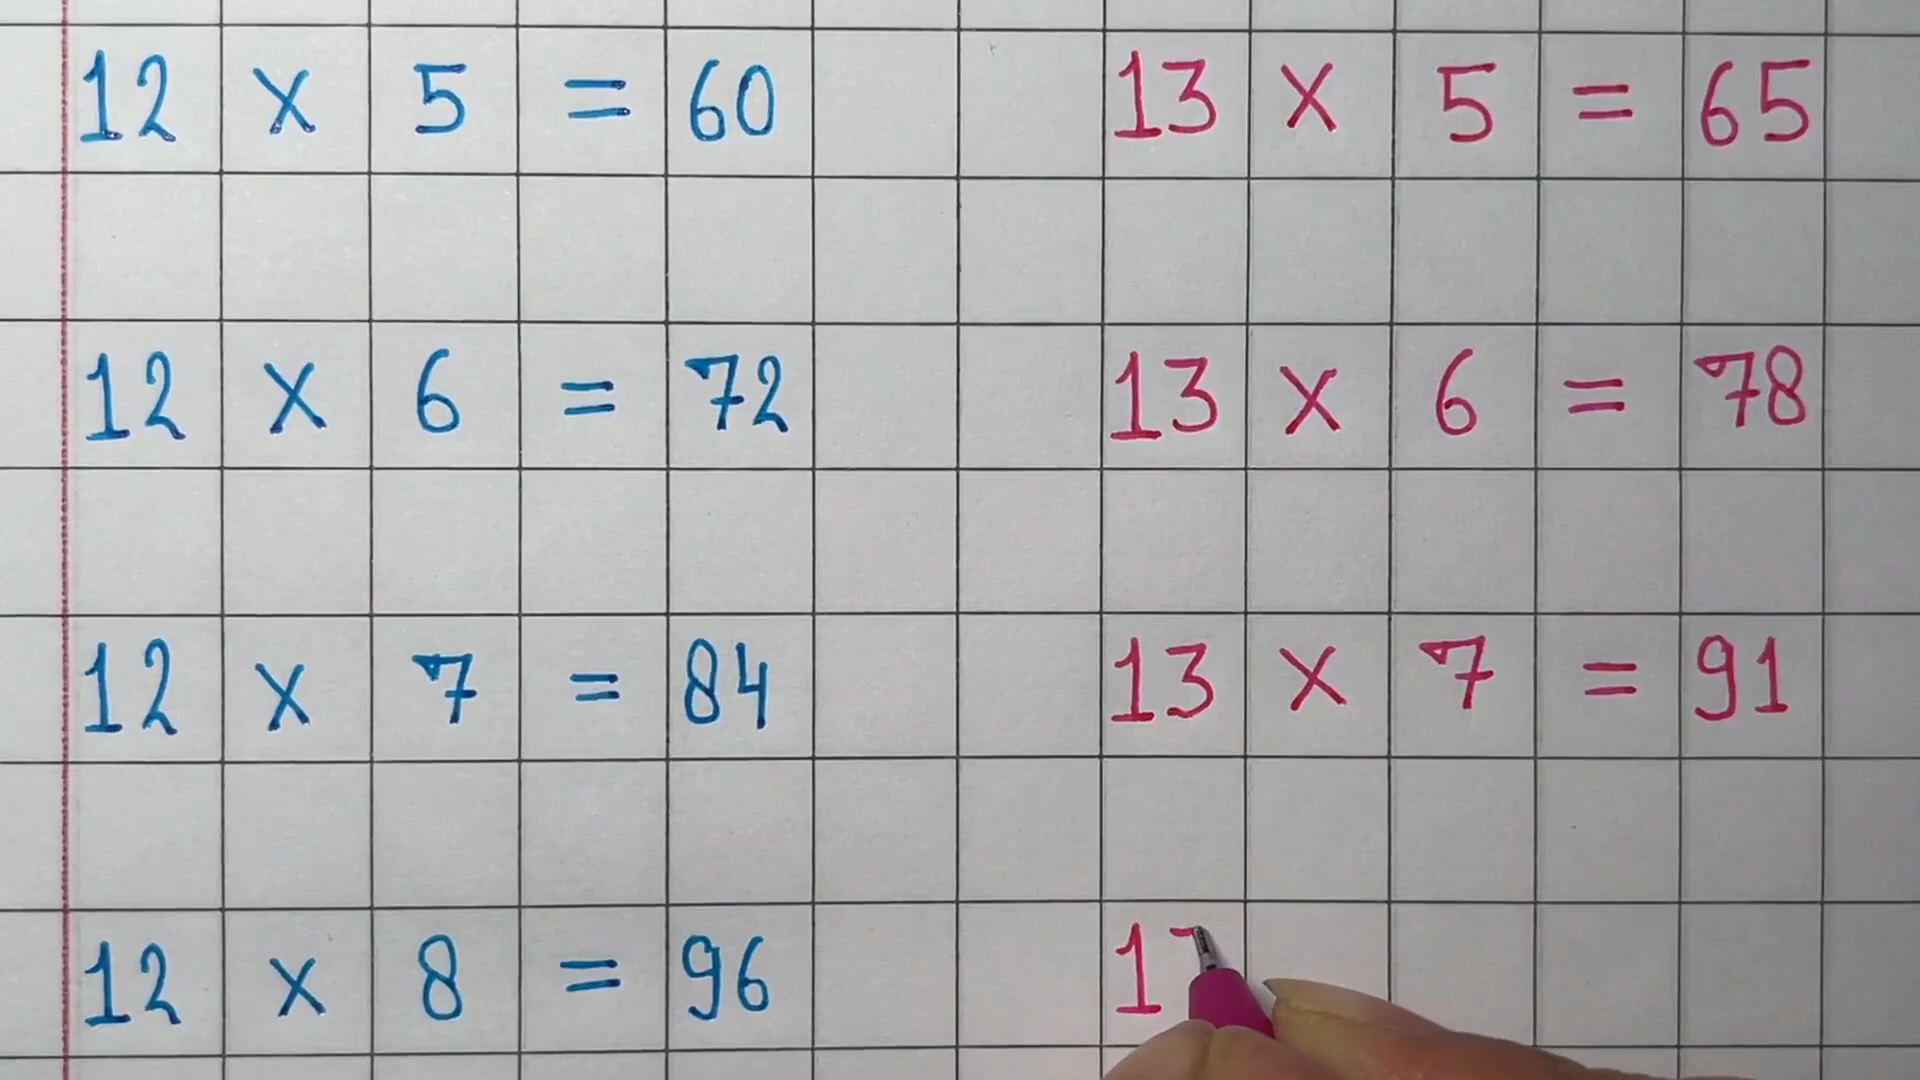 12 x 5 = 60
13 x 5 = 65
12 x 6 = 72
13 x 6 = 78
12 x 7 = 84
13 x 7 = 91
12 x 8 = 96
1